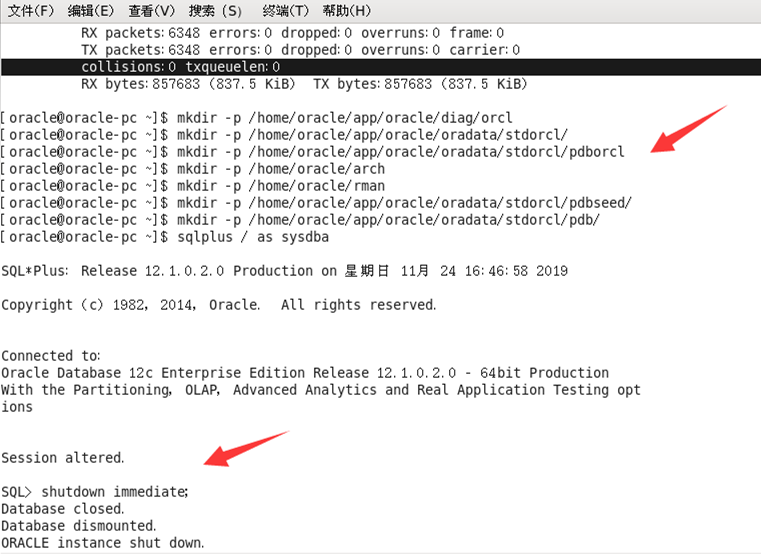 文件(F) 编辑(E) 查看(V) 搜索 (S) 终端(T) 帮助(H)
RX packets:6348 errors:0 dropped:0 overruns:0 frame:0
TX packets:6348 errors:0 dropped:0 overruns:0 carrier:0
collisions:0 txqueuelen:0
RX bytes:857683 (837.5 KiB) TX bytes:857683 (837.5 KiB)
[oracle@oracle-pc ~]$ mkdir -p /home/oracle/app/oracle/diag/orcl
[oracle@oracle-pc ~]$ mkdir -p /home/oracle/app/oracle/oradata/stdorcl/
[oracle@oracle-pc ~]$ mkdir -p /home/oracle/app/oracle/oradata/stdorcl/pdborcl
[oracle@oracle-pc ~]$ mkdir -p /home/oracle/arch
[oracle@oracle-pc ~]$ mkdir -p /home/oracle/rman
[oracle@oracle-pc ~]$ mkdir -p /home/oracle/app/oracle/oradata/stdorcl/pdbseed/
[oracle@oracle-pc ~]$ mkdir -p /home/oracle/app/oracle/oradata/stdorcl/pdb/
[oracle@oracle-pc ~]$ sqlplus / as sysdba
SQL*Plus: Release 12.1.0.2.0 Production on 星期日 11月 24 16:46:58 2019
Copyright (c) 1982, 2014, Oracle. All rights reserved.
Connected to:
Oracle Database 12c Enterprise Edition Release 12.1.0.2.0 - 64bit Production
With the Partitioning, OLAP, Advanced Analytics and Real Application Testing opt
ions
Session altered.
SQL> shutdown immediate;
Database closed.
Database dismounted.
ORACLE instance shut down.